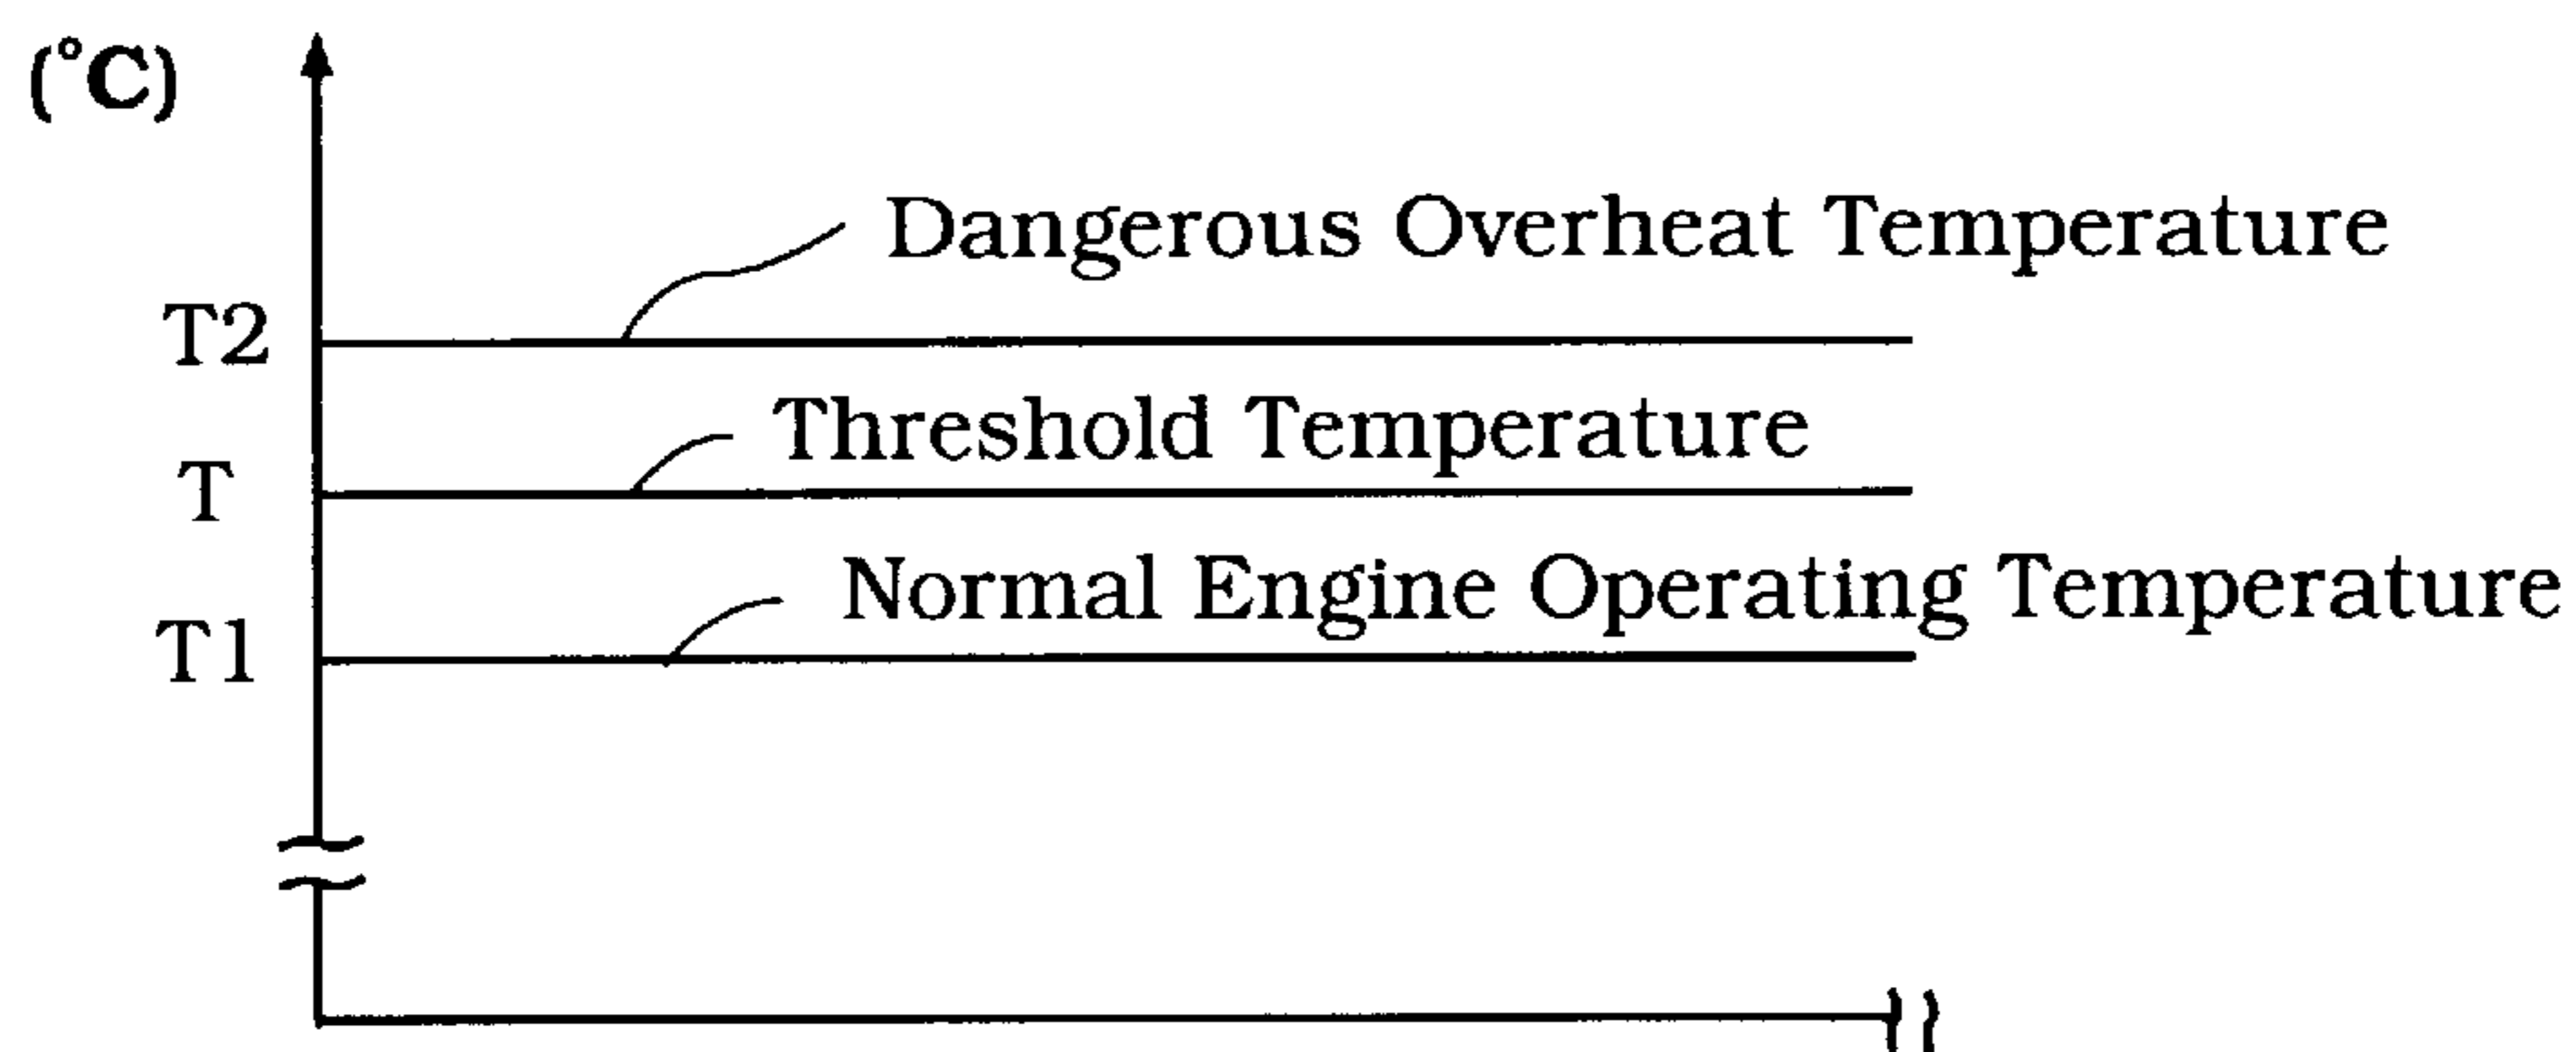 (°C)
Dangerous Overheat Temperature
T2
Threshold Temperature
T
Normal Engine Operating Temperature
T1